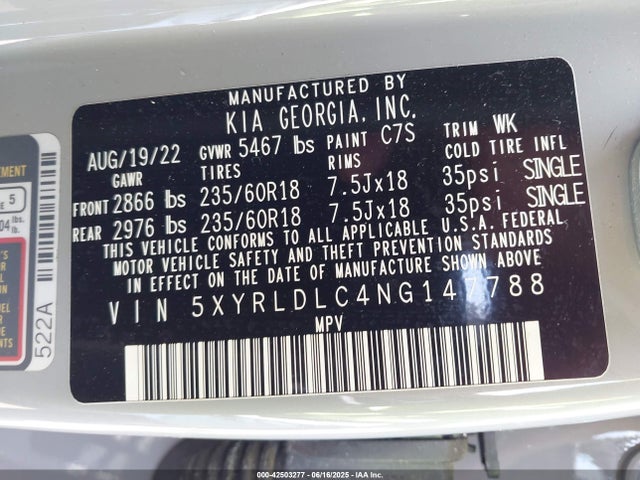 MANUFACTURED BY
KIA GEORGIA, INC.
AUG/19/22 GVWR 5467 lbs PAINT C7S TRIM WK
GAWR TIRES RIMS COLD TIRE INFL
FRONT 2866 lbs 235/60R18 7.5Jx18 35psi SINGLE
REAR 2976 lbs 235/60R18 7.5Jx18 35psi SINGLE
THIS VEHICLE CONFORMS TO ALL APPLICABLE U.S.A. FEDERAL
MOTOR VEHICLE SAFETY AND THEFT PREVENTION STANDARDS
IN EFFECT ON THE DATE OF MANUFACTURE SHOWN ABOVE
VIN 5XYRLDLC4NG147788
MPV
522A
5
lbs.
lb.
000-42503277 - 06/16/2025 - IAA Inc.